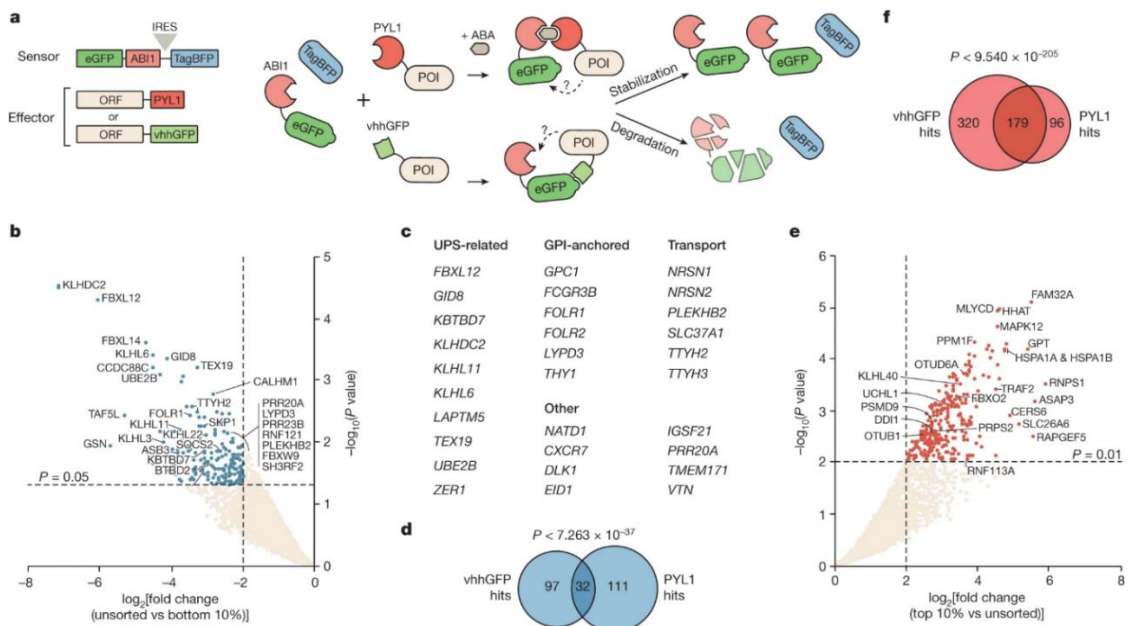 a
IRES
Sensor
eGFP
ABI1
TagBFP
Effector
ORF
PYL1
or
ORF
vhhGFP
ABI1
TagBFP
eGFP
+
PYL1
POI
vhhGFP
POI
+ ABA
eGFP
POI
?
?
POI
eGFP
Stabilization
Degradation
eGFP
eGFP
TagBFP
TagBFP
f
P < 9.540 × 10⁻²⁰⁵
vhhGFP
hits
320
179
96
PYL1
hits
b
KLHDC2
FBXL12
FBXL14
KLHL6
CCDC88C
UBE2B
GID8
TEX19
CALHM1
TTYH2
TAF5L
FOLR1
KLHL11
SKP1
GSN
KLHL3
KLHL22
SOCS2
ASB3
KBTBD7
BTBD2
PRR20A
LYPD3
PRR23B
RNF121
PLEKHB2
FBXW9
SH3RF2
P = 0.05
5
4
3
2
1
0
−log₁₀(P value)
−8
−6
−4
−2
0
log₂[fold change
(unsorted vs bottom 10%)]
c
UPS-related
FBXL12
GID8
KBTBD7
KLHDC2
KLHL11
KLHL6
LAPTM5
TEX19
UBE2B
ZER1
GPI-anchored
GPC1
FCGR3B
FOLR1
FOLR2
LYPD3
THY1
Transport
NRSN1
NRSN2
PLEKHB2
SLC37A1
TTYH2
TTYH3
Other
NATD1
CXCR7
DLK1
EID1
IGSF21
PRR20A
TMEM171
VTN
d
P < 7.263 × 10⁻³⁷
vhhGFP
hits
97
32
111
PYL1
hits
e
FAM32A
MLYCD
HHAT
MAPK12
PPM1F
GPT
HSPA1A & HSPA1B
OTUD6A
KLHL40
TRAF2
RNPS1
UCHL1
FBXO2
ASAP3
PSMD9
CERS6
DDI1
SLC26A6
OTUB1
PRPS2
RAPGEF5
P = 0.01
RNF113A
6
5
4
3
2
1
0
−log₁₀(P value)
0
2
4
6
8
log₂[fold change
(top 10% vs unsorted)]